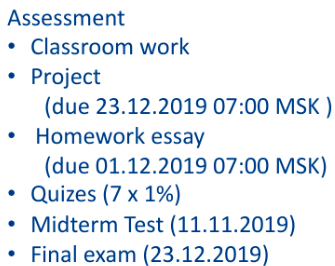 Assessment
• Classroom work
• Project
(due 23.12.2019 07:00 MSK )
• Homework essay
(due 01.12.2019 07:00 MSK)
• Quizes (7 x 1%)
• Midterm Test (11.11.2019)
• Final exam (23.12.2019)